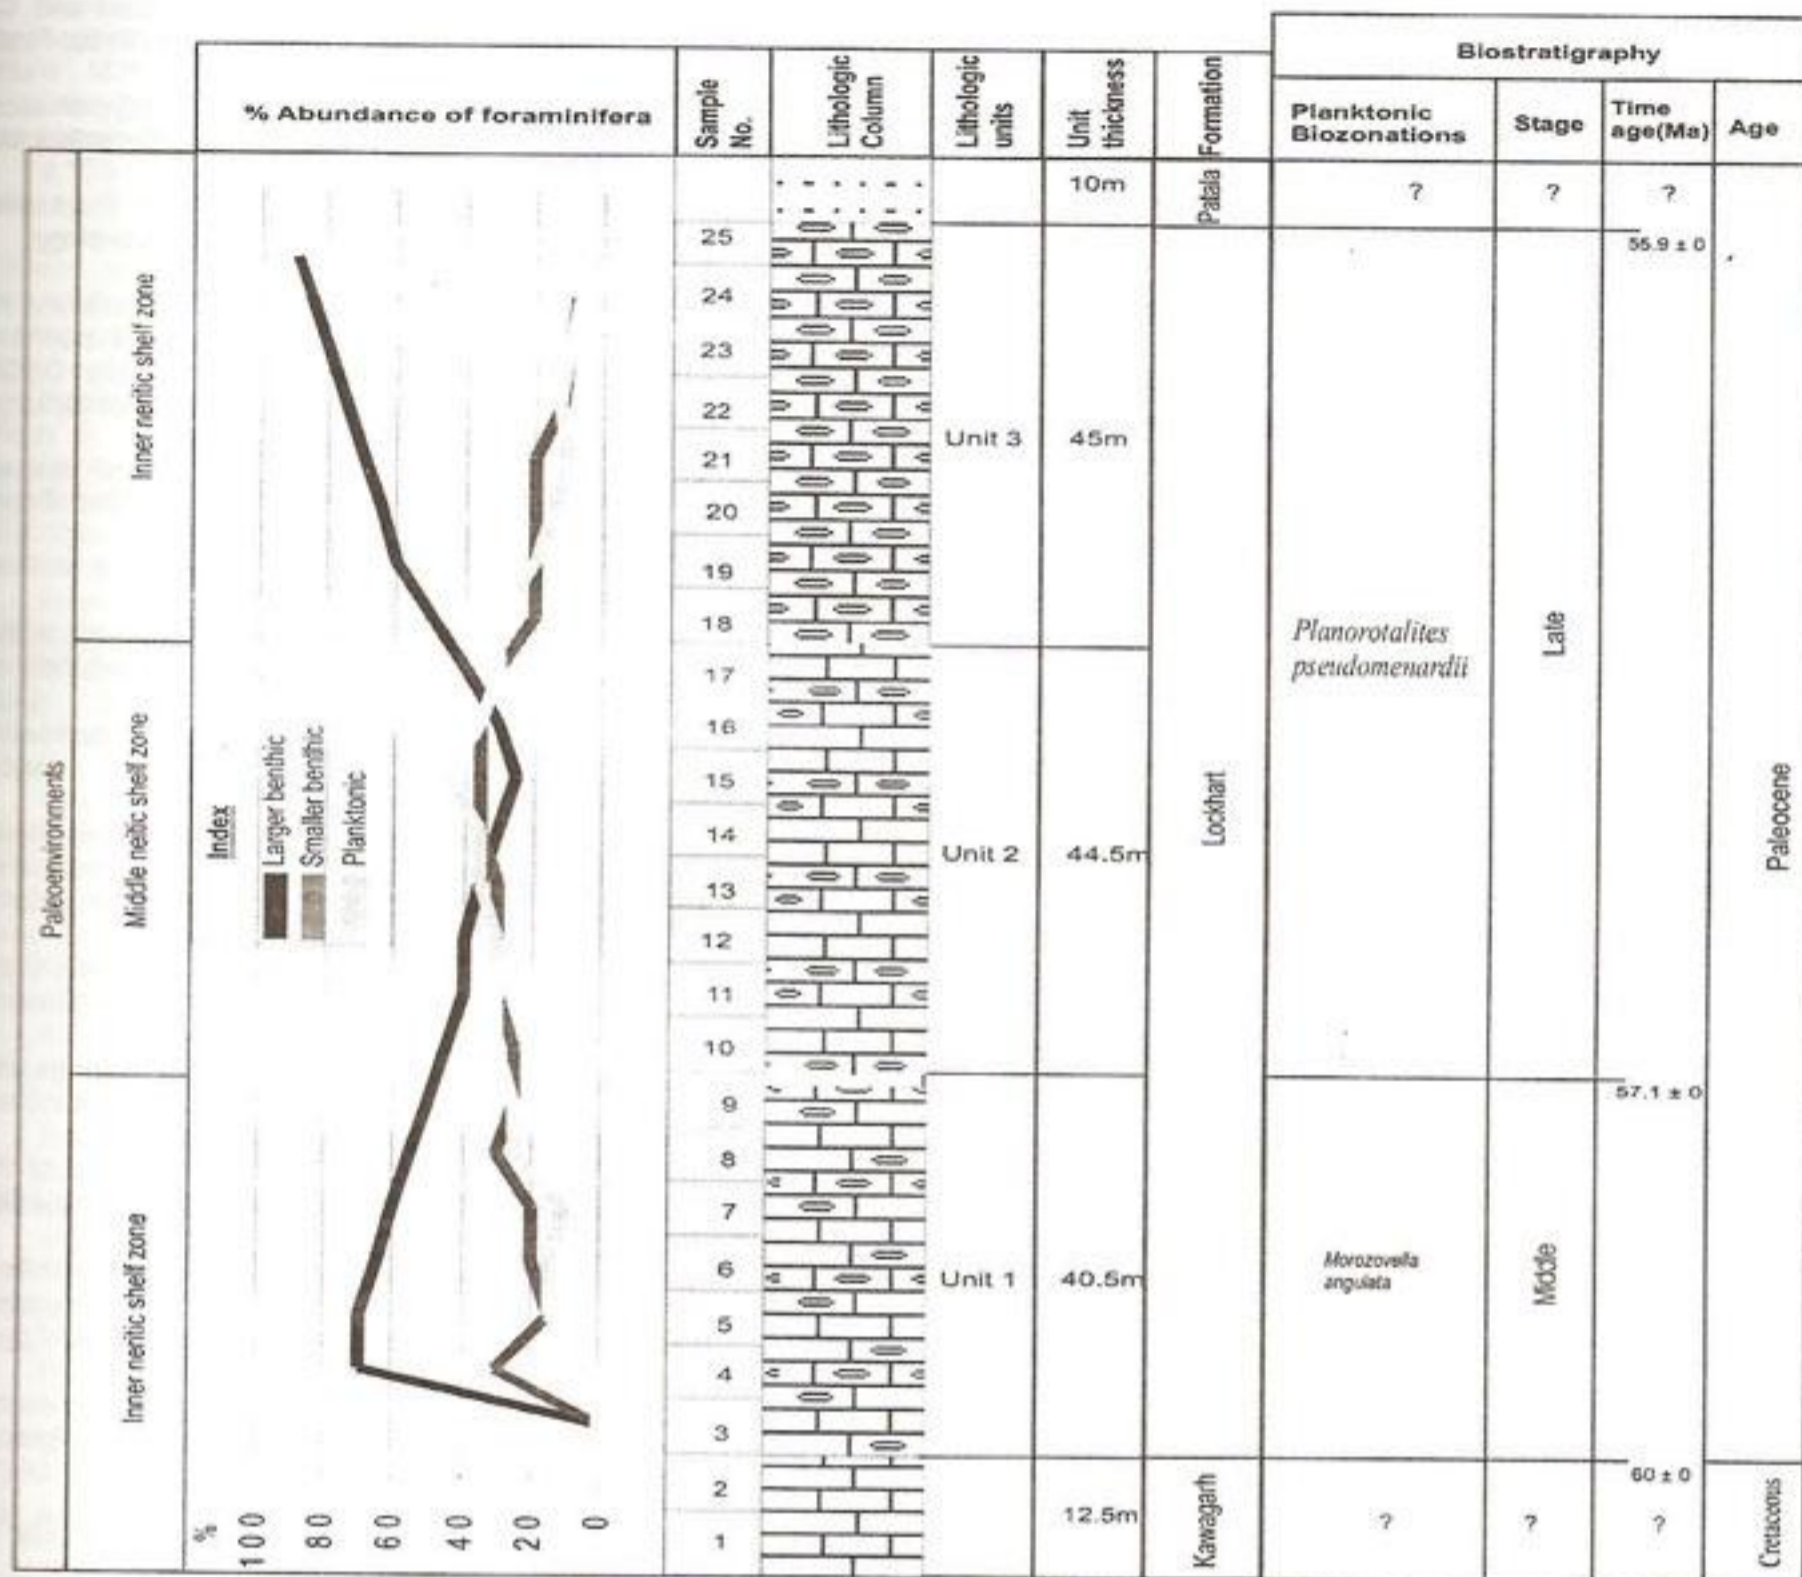 Biostratigraphy
% Abundance of foraminifera
Sample No.
Lithologic Column
Lithologic units
Unit thickness
Formation
Planktonic Biozonations
Stage
Time age(Ma)
Age
Paleoenvironments
Inner neritic shelf zone
Middle neitic shelf zone
Inner neritic shelf zone
Index
Larger benthic
Smaller benthic
Planktonic
%
100
80
60
40
20
0
25
24
23
22
21
20
19
18
17
16
15
14
13
12
11
10
9
8
7
6
5
4
3
2
1
Unit 3
Unit 2
Unit 1
10m
45m
44.5m
40.5m
12.5m
Patala
Lockhart
Kawagarh
?
Planorotalites
pseudomenardii
Morozovella
angulata
?
?
Late
Middle
?
?
55.9 ± 0
57.1 ± 0
60 ± 0
?
Paleocene
Cretaceous